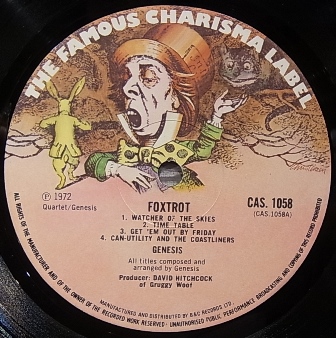 THE FAMOUS CHARISMA LABEL
℗ 1972
Quartet/Genesis
FOXTROT
CAS. 1058
(CAS.1058A)
1. WATCHER OF THE SKIES
2. TIME TABLE
3. GET 'EM OUT BY FRIDAY
4. CAN-UTILITY AND THE COASTLINERS
GENESIS
All titles composed and
arranged by Genesis
Producer: DAVID HITCHCOCK
of Gruggy Woof
MANUFACTURED AND DISTRIBUTED BY B&C RECORDS LTD.
ALL RIGHTS OF THE MANUFACTURER AND OF THE OWNER OF THE RECORDED WORK RESERVED · UNAUTHORISED PUBLIC PERFORMANCE BROADCASTING AND COPYING OF THIS RECORD PROHIBITED